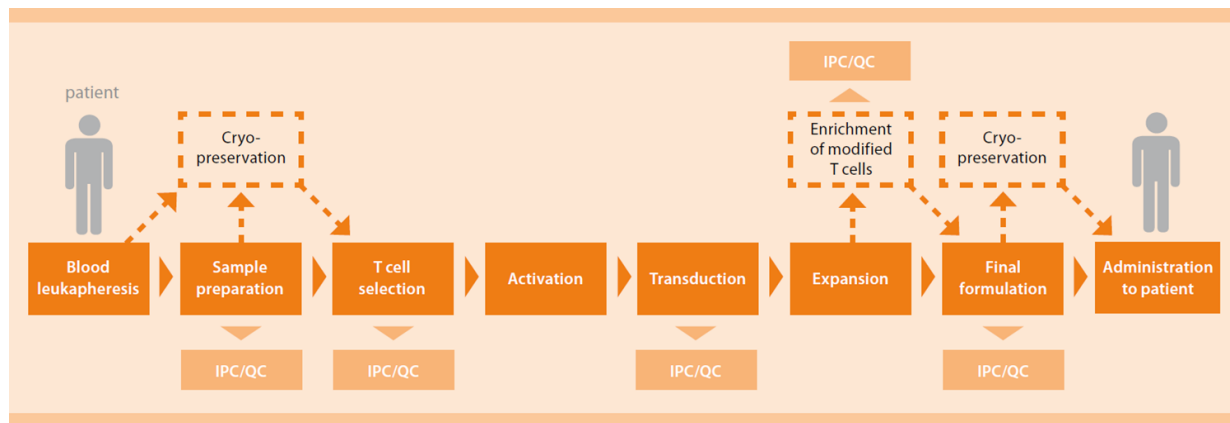 IPC/QC
patient
Cryo-
preservation
Enrichment
of modified
T cells
Cryo-
preservation
Blood
leukapheresis
Sample
preparation
T cell
selection
Activation
Transduction
Expansion
Final
formulation
Administration
to patient
IPC/QC
IPC/QC
IPC/QC
IPC/QC